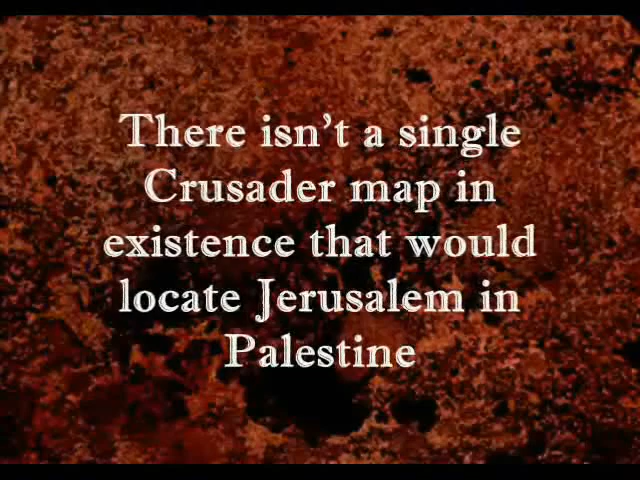 There isn't a single
Crusader map in
existence that would
locate Jerusalem in
Palestine